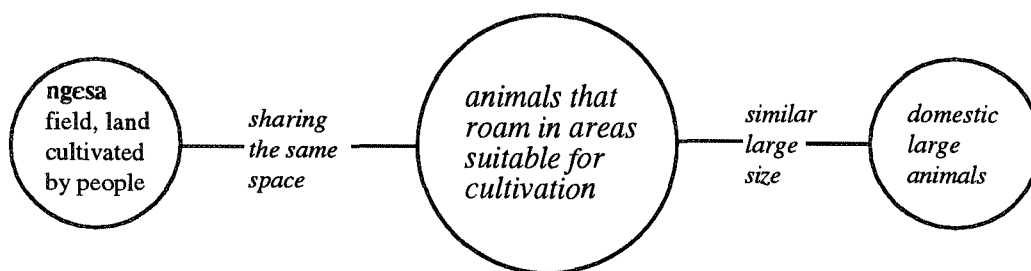 ngɛsa
field, land
cultivated
by people
sharing
the same
space
animals that
roam in areas
suitable for
cultivation
similar
large
size
domestic
large
animals